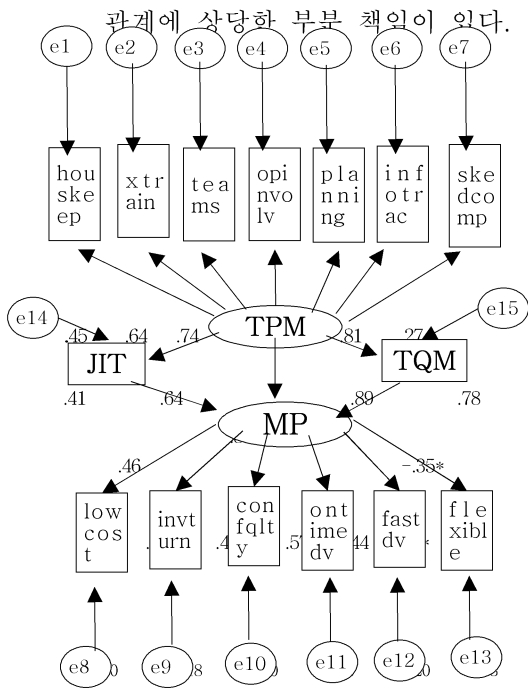 관계에 상당한 부분 책임이 있다.
e1 e2 e3 e4 e5 e6 e7
hou
ske
ep
xtr
ain
tea
ms
opi
nvo
lv
pla
nni
ng
inf
otr
ac
ske
dco
mp
e14
e15
.45 .64 .74 TPM .81 .27
JIT TQM
.41 .64 .89 .78
MP
.46 -.35*
low
cos
t
invt
urn
con
fqlt
y
ont
ime
dv
fast
dv
fle
xibl
e
e8 e9 e10 e11 e12 e13